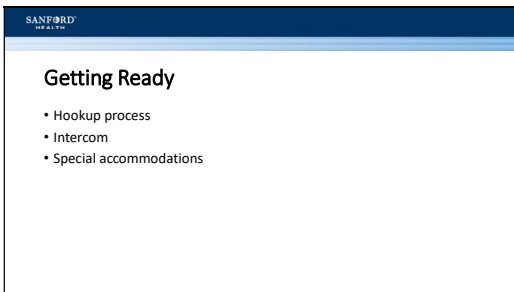 SANFORD
HEALTH
Getting Ready
• Hookup process
• Intercom
• Special accommodations